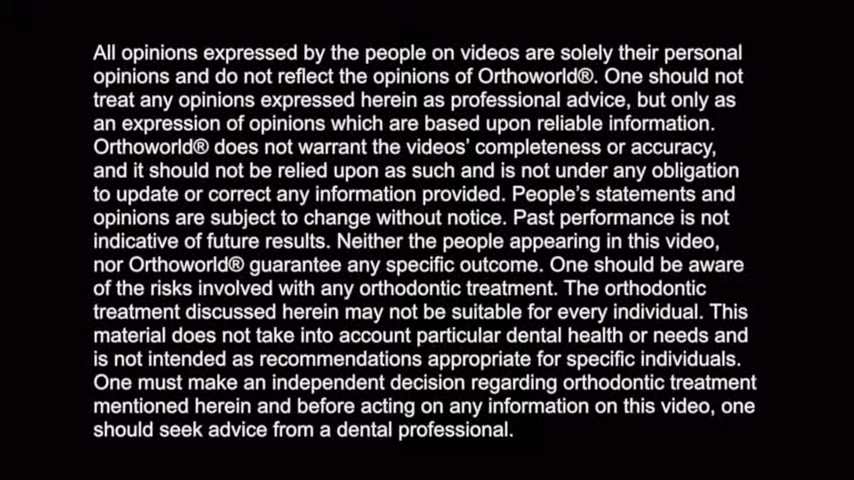 All opinions expressed by the people on videos are solely their personal
opinions and do not reflect the opinions of Orthoworld®. One should not
treat any opinions expressed herein as professional advice, but only as
an expression of opinions which are based upon reliable information.
Orthoworld® does not warrant the videos’ completeness or accuracy,
and it should not be relied upon as such and is not under any obligation
to update or correct any information provided. People’s statements and
opinions are subject to change without notice. Past performance is not
indicative of future results. Neither the people appearing in this video,
nor Orthoworld® guarantee any specific outcome. One should be aware
of the risks involved with any orthodontic treatment. The orthodontic
treatment discussed herein may not be suitable for every individual. This
material does not take into account particular dental health or needs and
is not intended as recommendations appropriate for specific individuals.
One must make an independent decision regarding orthodontic treatment
mentioned herein and before acting on any information on this video, one
should seek advice from a dental professional.